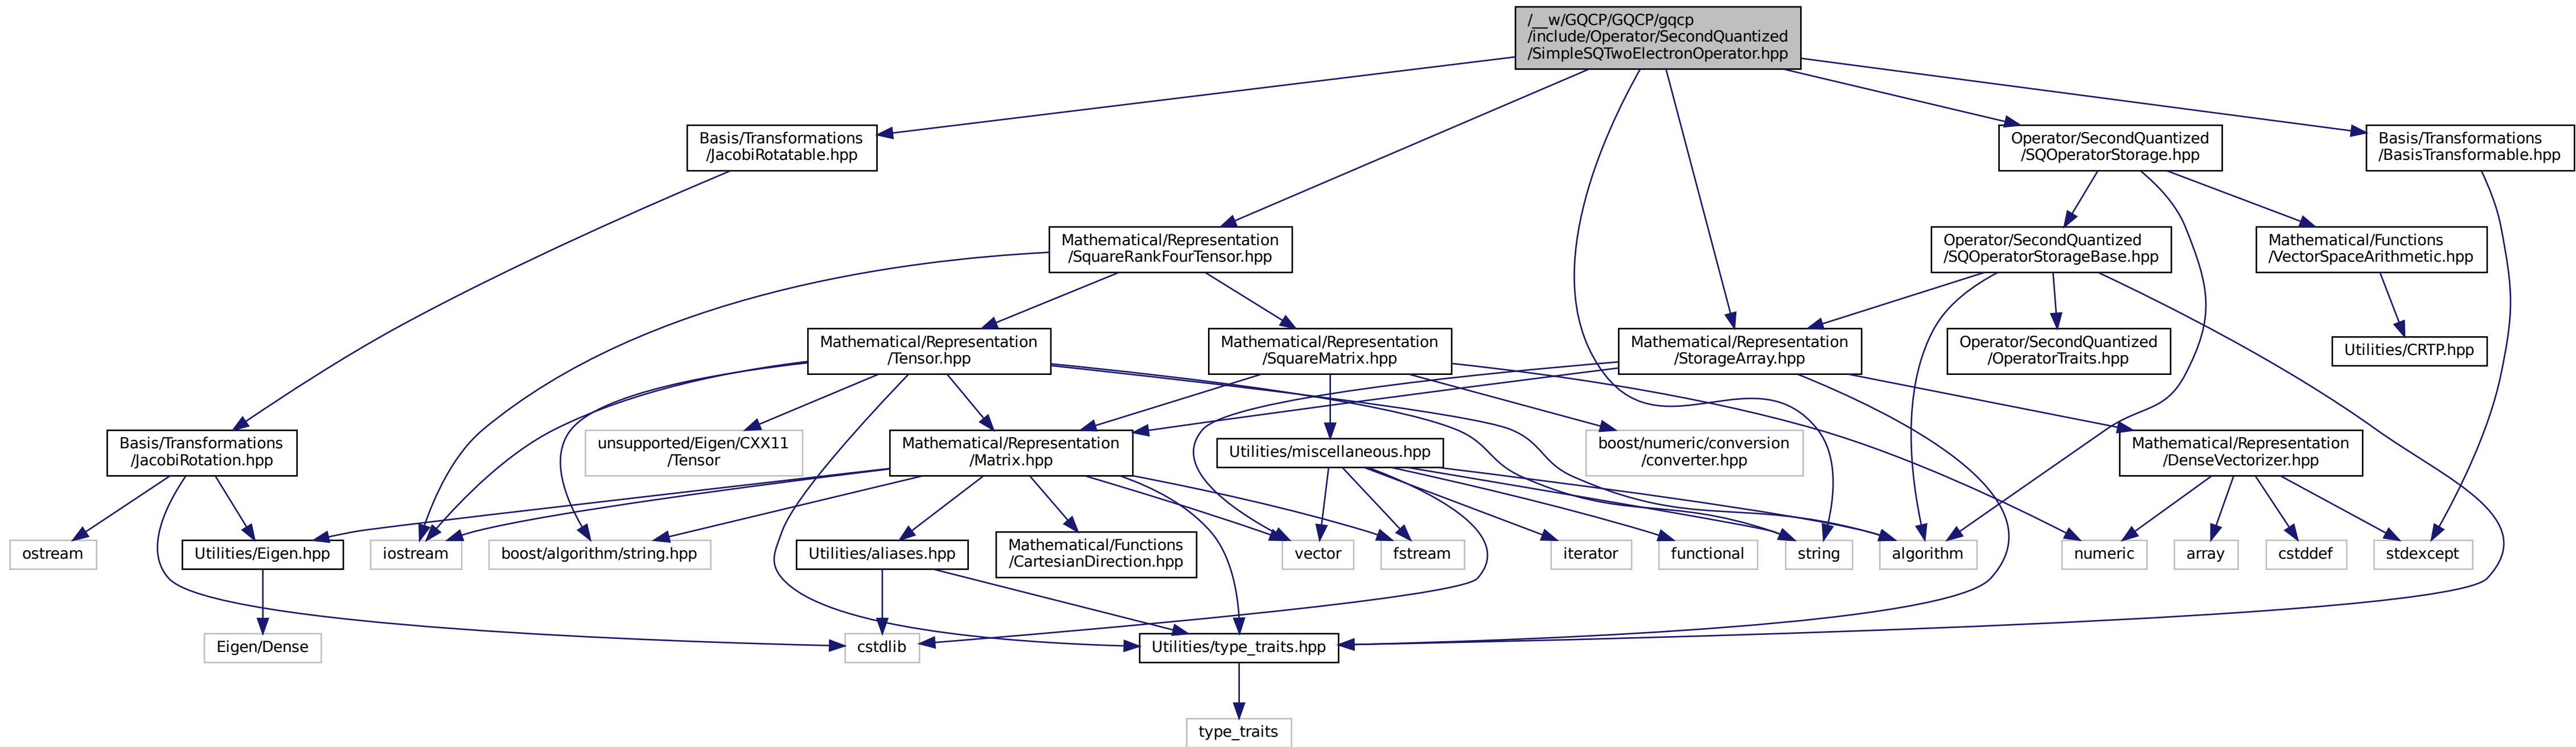 /__w/GQCP/GQCP/gqcp
/include/Operator/SecondQuantized
/SimpleSQTwoElectronOperator.hpp
Basis/Transformations
/JacobiRotatable.hpp
Operator/SecondQuantized
/SQOperatorStorage.hpp
Basis/Transformations
/BasisTransformable.hpp
Mathematical/Representation
/SquareRankFourTensor.hpp
Operator/SecondQuantized
/SQOperatorStorageBase.hpp
Mathematical/Functions
/VectorSpaceArithmetic.hpp
Mathematical/Representation
/Tensor.hpp
Mathematical/Representation
/SquareMatrix.hpp
Mathematical/Representation
/StorageArray.hpp
Operator/SecondQuantized
/OperatorTraits.hpp
Utilities/CRTP.hpp
Basis/Transformations
/JacobiRotation.hpp
unsupported/Eigen/CXX11
/Tensor
Mathematical/Representation
/Matrix.hpp
Utilities/miscellaneous.hpp
boost/numeric/conversion
/converter.hpp
Mathematical/Representation
/DenseVectorizer.hpp
ostream
Utilities/Eigen.hpp
iostream
boost/algorithm/string.hpp
Utilities/aliases.hpp
Mathematical/Functions
/CartesianDirection.hpp
vector
fstream
iterator
functional
string
algorithm
numeric
array
cstddef
stdexcept
Eigen/Dense
cstdlib
Utilities/type_traits.hpp
type_traits